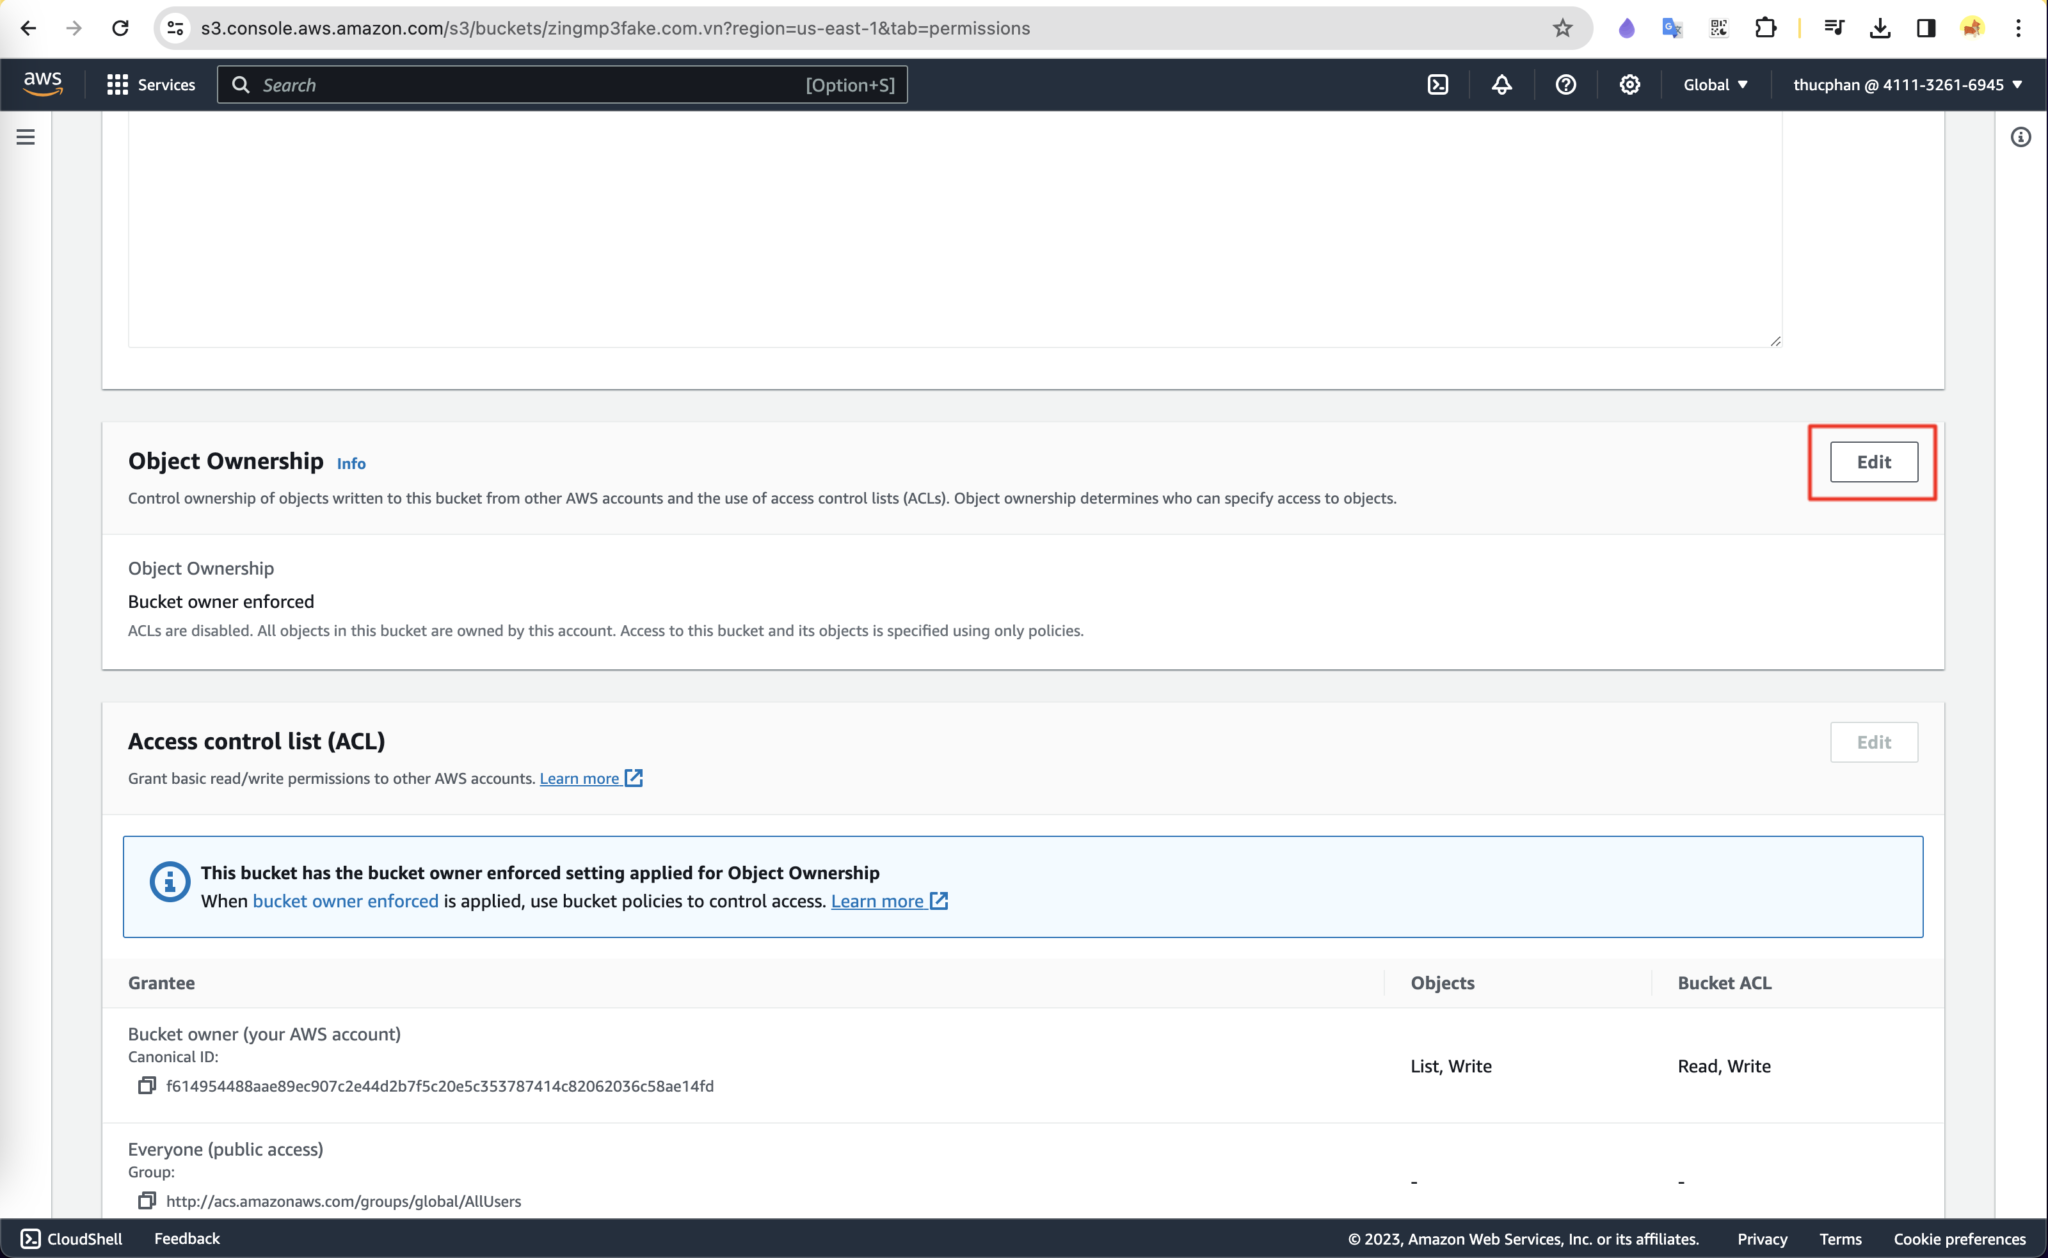 s3.console.aws.amazon.com/s3/buckets/zingmp3fake.com.vn?region=us-east-1&tab=permissions
aws
Services
Search
[Option+S]
Global
thucphan @ 4111-3261-6945
Object Ownership Info
Edit
Control ownership of objects written to this bucket from other AWS accounts and the use of access control lists (ACLs). Object ownership determines who can specify access to objects.
Object Ownership
Bucket owner enforced
ACLs are disabled. All objects in this bucket are owned by this account. Access to this bucket and its objects is specified using only policies.
Access control list (ACL)
Edit
Grant basic read/write permissions to other AWS accounts. Learn more
This bucket has the bucket owner enforced setting applied for Object Ownership
When bucket owner enforced is applied, use bucket policies to control access. Learn more
Grantee Objects Bucket ACL
Bucket owner (your AWS account)
Canonical ID:
f614954488aae89ec907c2e44d2b7f5c20e5c353787414c82062036c58ae14fd
List, Write
Read, Write
Everyone (public access)
Group:
http://acs.amazonaws.com/groups/global/AllUsers
-
-
CloudShell Feedback
© 2023, Amazon Web Services, Inc. or its affiliates. Privacy Terms Cookie preferences